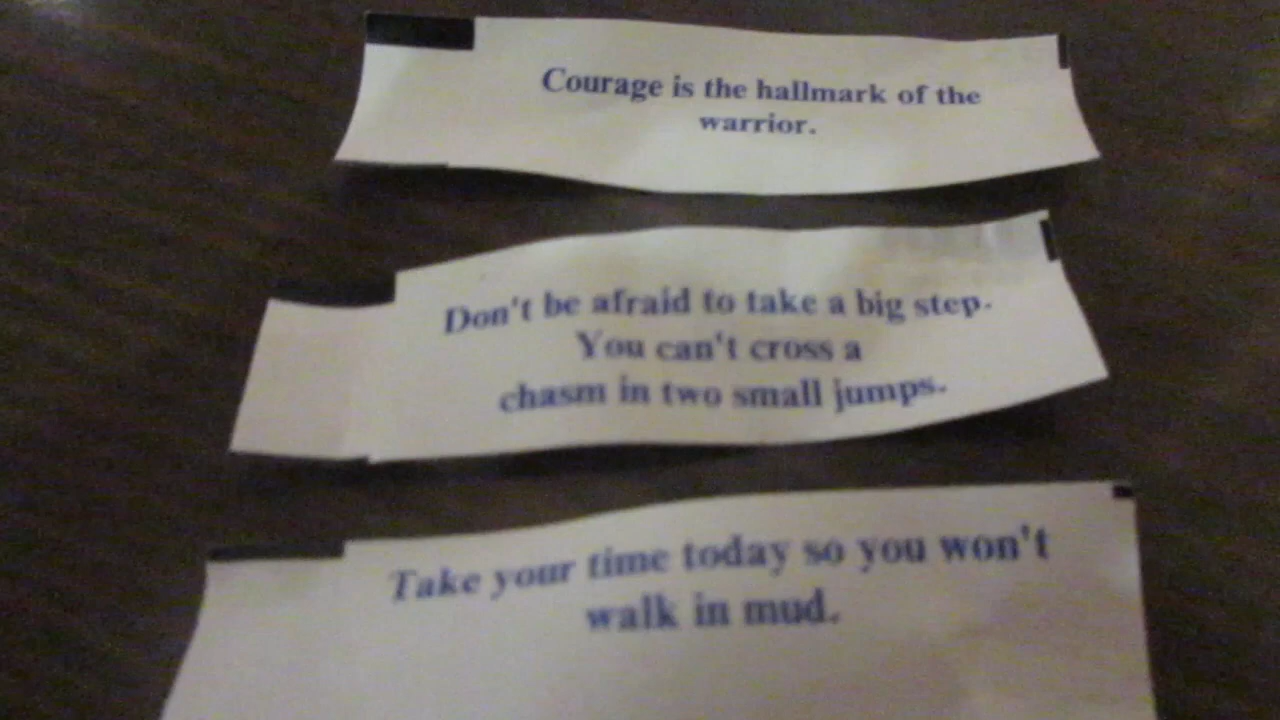 Courage is the hallmark of the
warrior.
Don't be afraid to take a big step.
You can't cross a
chasm in two small jumps.
Take your time today so you won't
walk in mud.